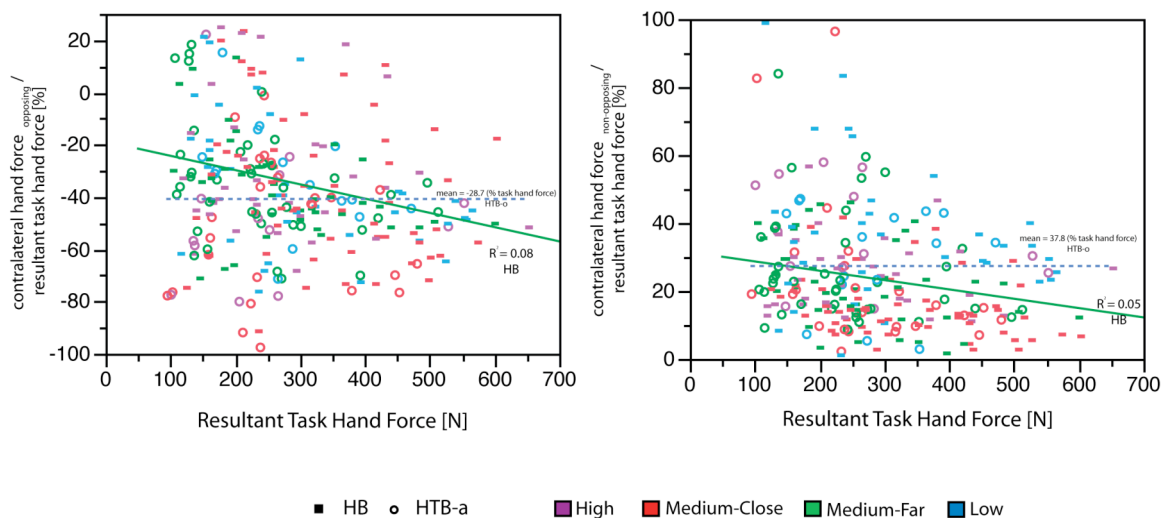 contralateral hand force opposing /
resultant task hand force [%]
20
0
-20
-40
-60
-80
-100
mean = -28.7 (% task hand force)
HTB-o
R² = 0.08
HB
0 100 200 300 400 500 600 700
Resultant Task Hand Force [N]
contralateral hand force non-opposing /
resultant task hand force [%]
100
80
60
40
20
0
mean = 37.8 (% task hand force)
HTB-o
R² = 0.05
HB
0 100 200 300 400 500 600 700
Resultant Task Hand Force [N]
HB HTB-a High Medium-Close Medium-Far Low